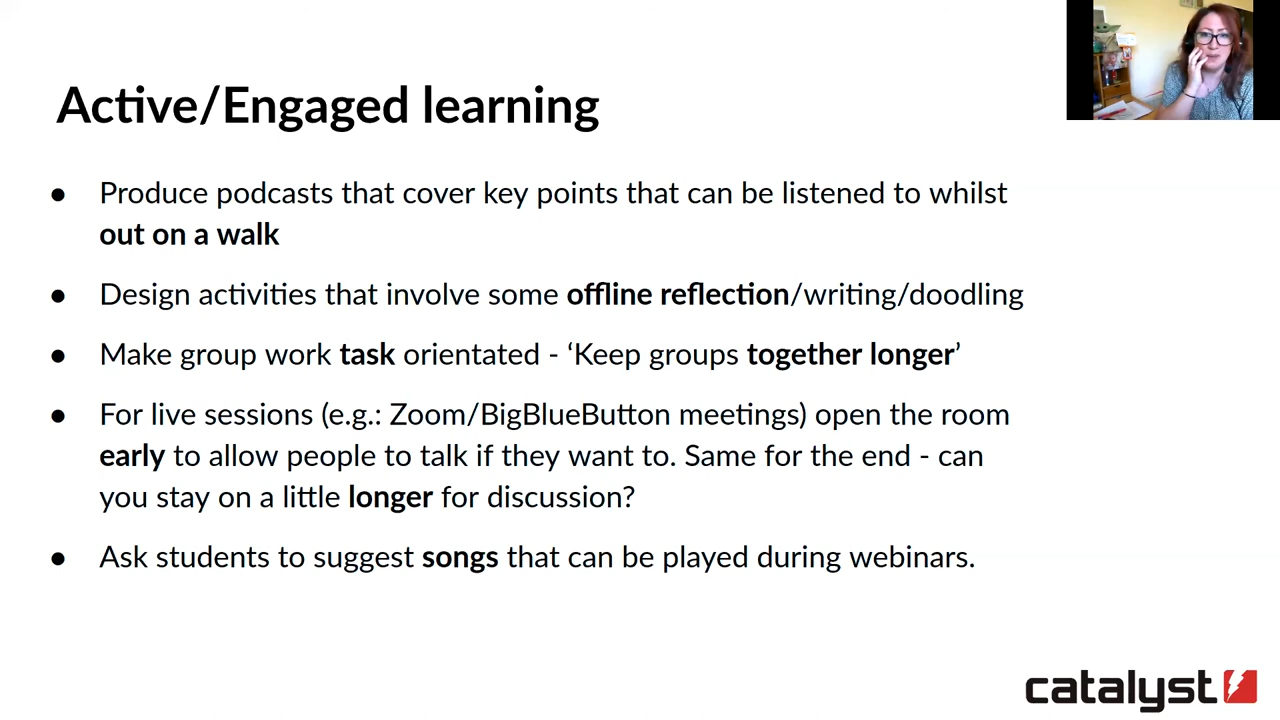 Active/Engaged learning
● Produce podcasts that cover key points that can be listened to whilst
out on a walk
● Design activities that involve some offline reflection/writing/doodling
● Make group work task orientated - ‘Keep groups together longer’
● For live sessions (e.g.: Zoom/BigBlueButton meetings) open the room
early to allow people to talk if they want to. Same for the end - can
you stay on a little longer for discussion?
● Ask students to suggest songs that can be played during webinars.
catalyst